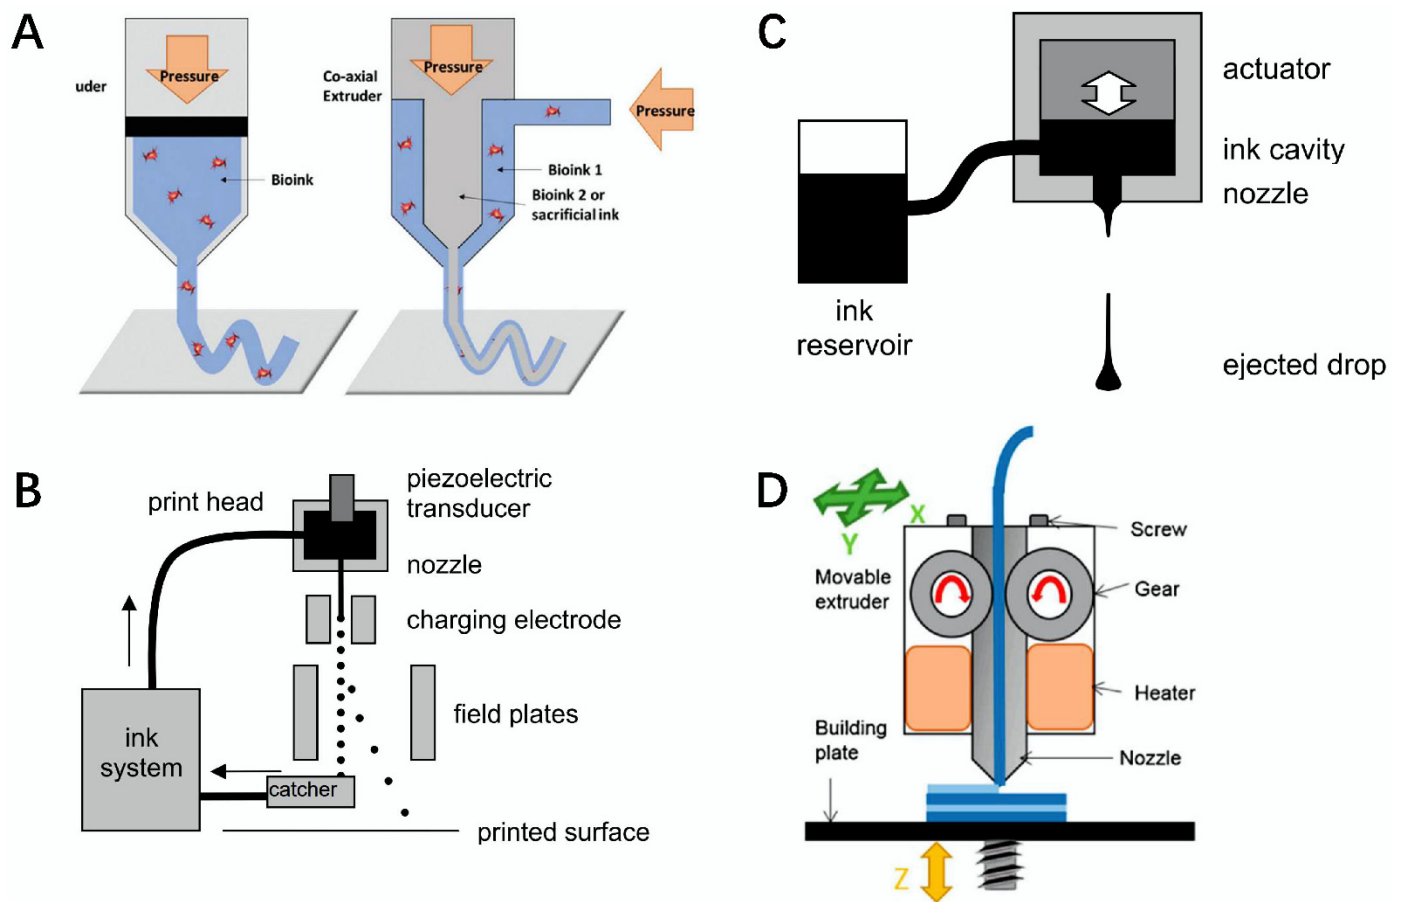 A
uder
Pressure
Bioink
Co-axial
Extruder
Pressure
Pressure
Bioink 1
Bioink 2 or
sacrificial ink
C
actuator
ink cavity
nozzle
ink
reservoir
ejected drop
B
print head
piezoelectric
transducer
nozzle
charging electrode
field plates
ink
system
catcher
printed surface
D
X
Y
Movable
extruder
Screw
Gear
Heater
Building
plate
Nozzle
Z